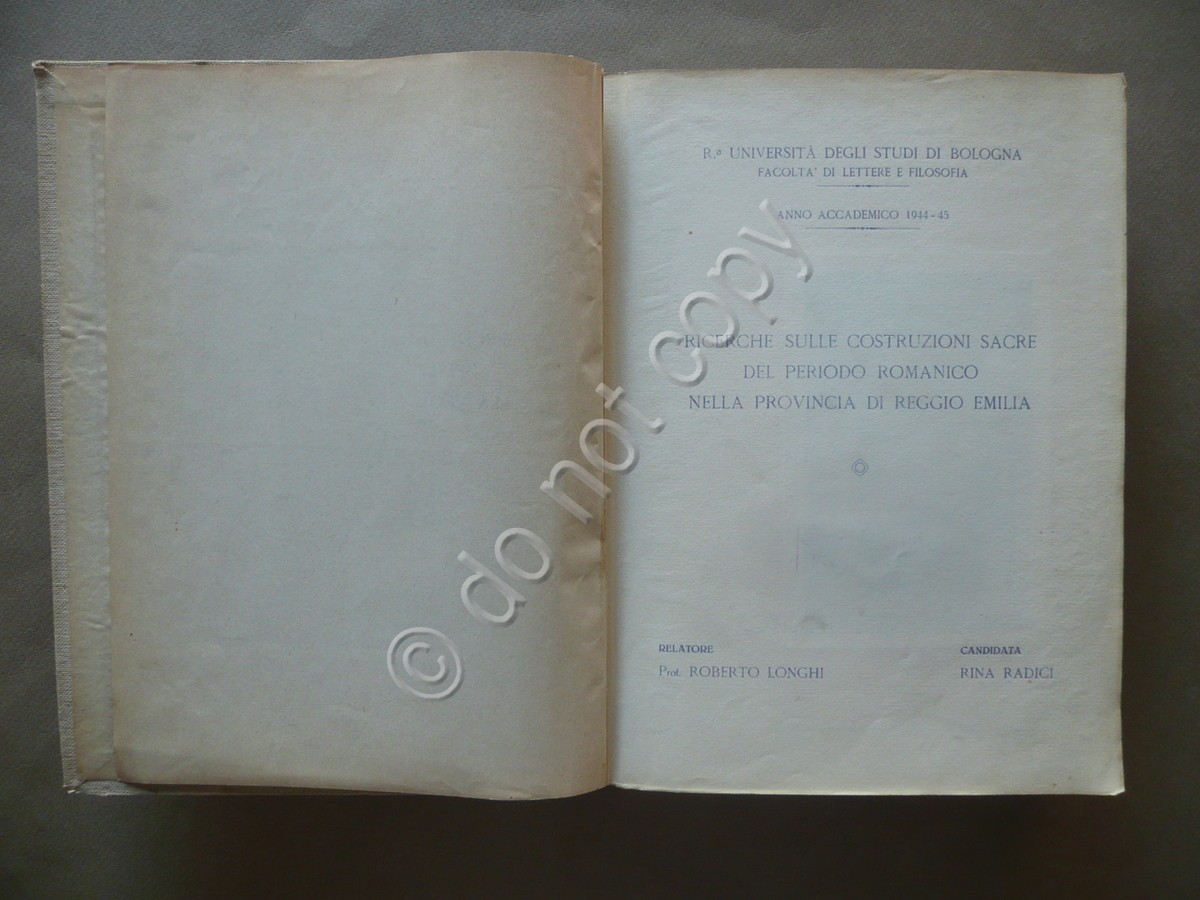 R.ª UNIVERSITÀ DEGLI STUDI DI BOLOGNA
FACOLTA' DI LETTERE E FILOSOFIA
ANNO ACCADEMICO 1944-45
RICERCHE SULLE COSTRUZIONI SACRE
DEL PERIODO ROMANICO
NELLA PROVINCIA DI REGGIO EMILIA
RELATORE
Prof. ROBERTO LONGHI
CANDIDATA
RINA RADICI
© do not copy